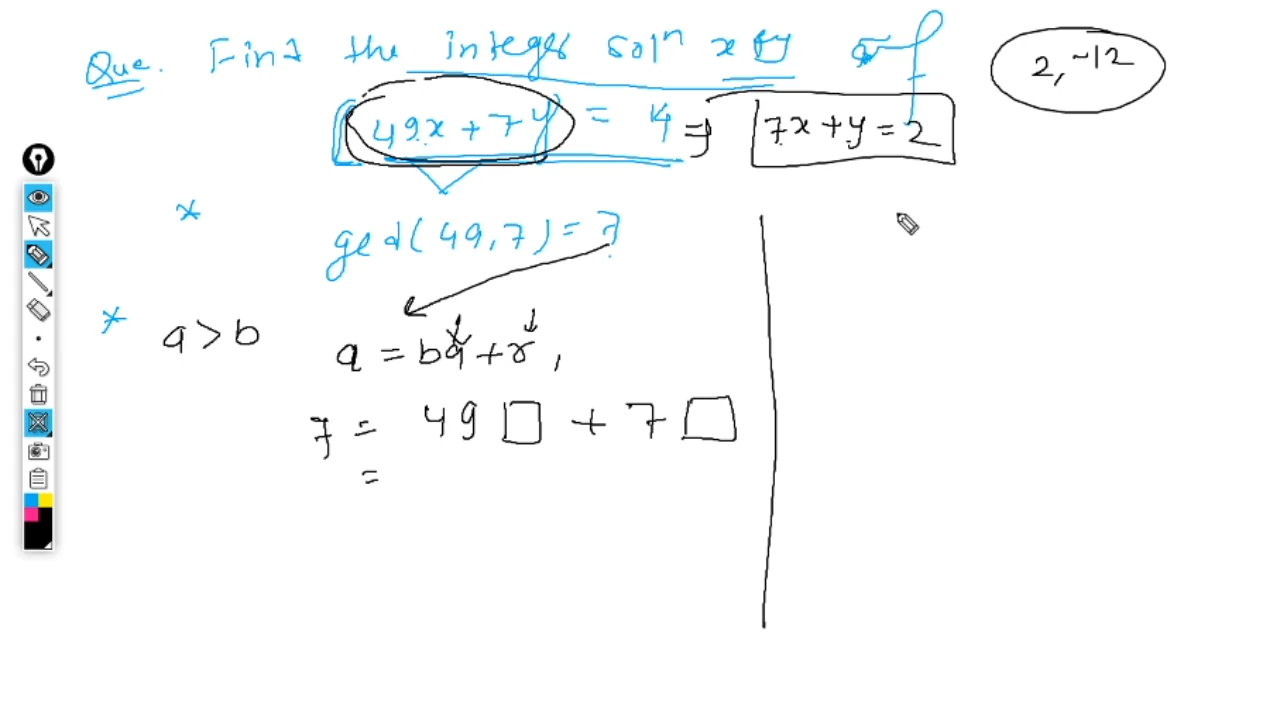 Que. Find the integer solⁿ x & y of
2, -12
49x + 7y = 14 ⇒ 7x + y = 2
* gcd(49, 7) = 7
* a > b a = bq + r,
7 = 49 □ + 7 □
=